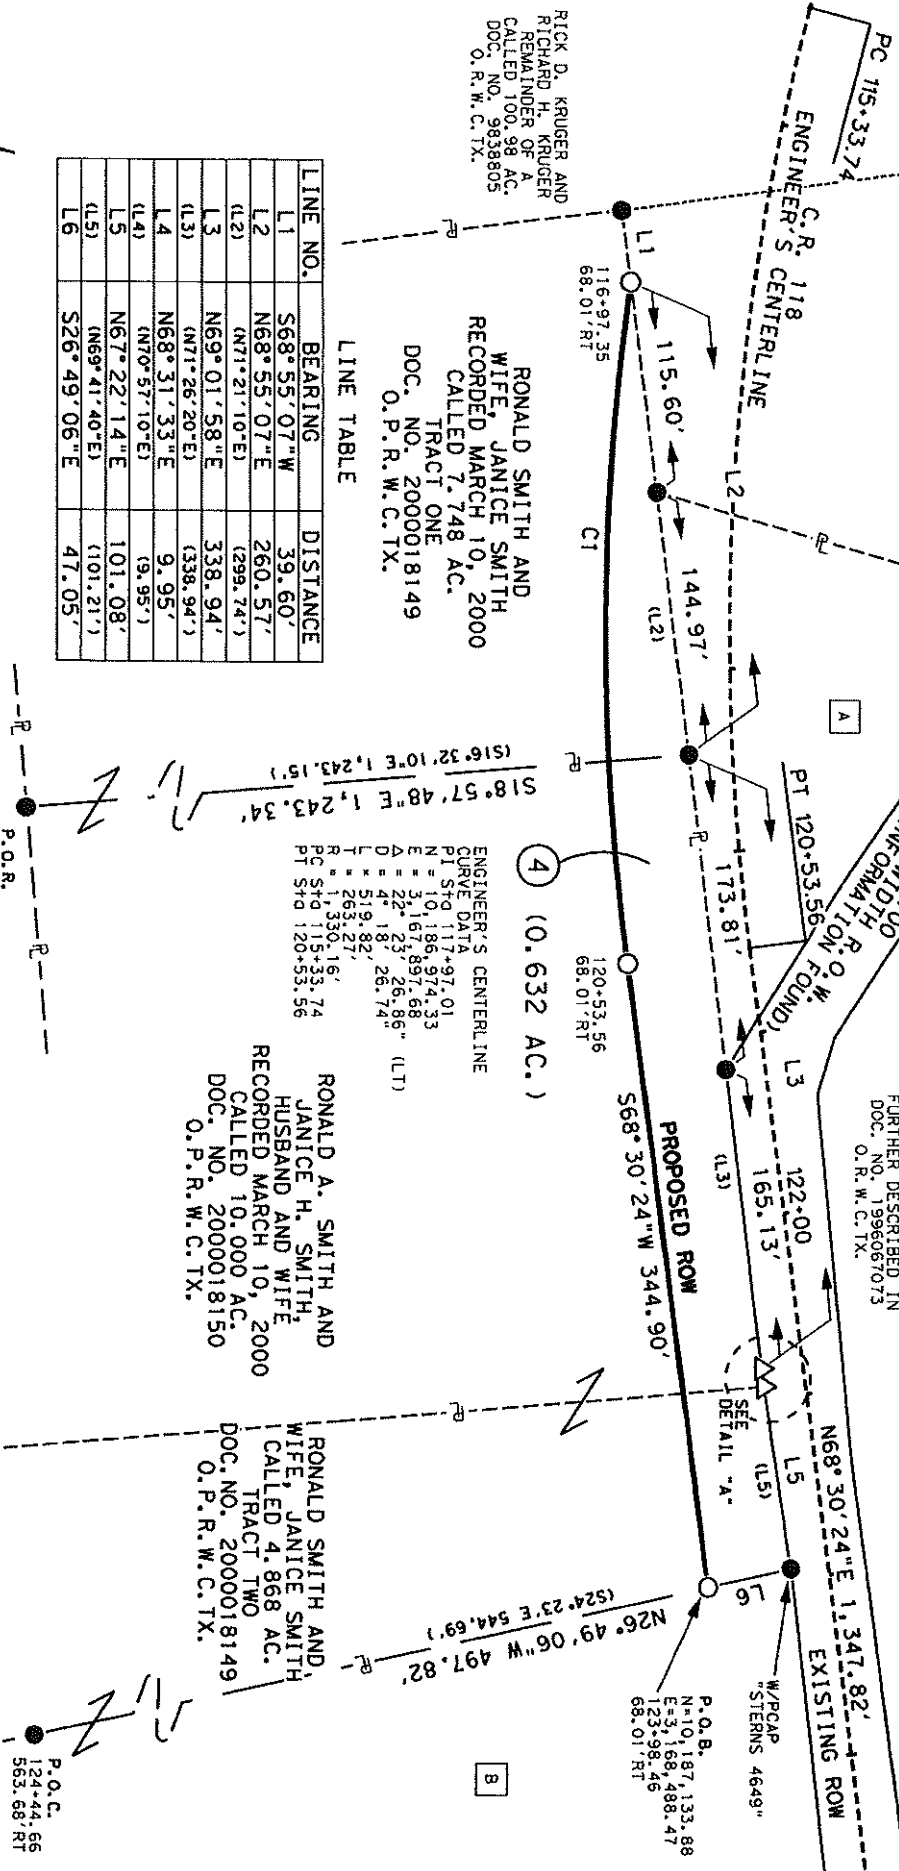 PC 115+33.74
C.R. 118
ENGINEER'S CENTERLINE
RICK D. KRUGER AND
RICHARD H. KRUGER
REMAINDER OF A
CALLED 100.98 AC.
DOC. NO. 9838805
O.R.W.C.TX.
L1
116+97.35
68.01'RT
115.60'
L2
144.97'
(L2)
C1
RONALD SMITH AND
WIFE, JANICE SMITH
RECORDED MARCH 10, 2000
CALLED 7.748 AC.
TRACT ONE
DOC. NO. 2000018149
O.P.R.W.C.TX.
LINE TABLE
LINE NO. BEARING DISTANCE
L1 S68°55'07"W 39.60'
L2 N68°55'07"E 260.57'
(L2) (N71°21'10"E) (299.74')
L3 N69°01'58"E 338.94'
(L3) (N71°26'20"E) (338.94')
L4 N68°31'33"E 9.95'
(L4) (N70°57'10"E) (9.95')
L5 N67°22'14"E 101.08'
(L5) (N69°41'40"E) (101.21')
L6 S26°49'06"E 47.05'
A
PT 120+53.56
WIDTH R.O.W.
INFORMATION FOUND)
173.81'
L3
122+00
165.13'
(L3)
FURTHER DESCRIBED IN
DOC. NO. 1996067073
O.R.W.C.TX.
(S16°32'10"E 1,243.15')
S18°57'48"E 1,243.34'
P.O.R.
4 (0.632 AC.)
120+53.56
68.01'RT
PROPOSED ROW
S68°30'24"W 344.90'
ENGINEER'S CENTERLINE
CURVE DATA
PI Sta 117+97.01
N = 10,186,974.33
E = 3,167,897.68
Δ = 22° 23' 26.86" (LT)
D = 4° 18' 26.74"
L = 519.82'
T = 263.27'
R = 1,330.16'
PC Sta 115+33.74
PT Sta 120+53.56
RONALD A. SMITH AND
JANICE H. SMITH,
HUSBAND AND WIFE
RECORDED MARCH 10, 2000
CALLED 10.000 AC.
DOC. NO. 2000018150
O.P.R.W.C.TX.
SEE
DETAIL "A"
L5
(L5)
N68°30'24"E 1,347.82'
EXISTING ROW
W/PCAP
"STERNS 4649"
L6
P.O.B.
N=10,187,133.88
E=3,168,488.47
123+98.46
68.01'RT
(S24°23'E 544.69')
N26°49'06"W 497.82'
RONALD SMITH AND,
WIFE, JANICE SMITH
CALLED 4.868 AC.
TRACT TWO
DOC. NO. 2000018149
O.P.R.W.C.TX.
B
P.O.C.
124+44.66
563.68'RT